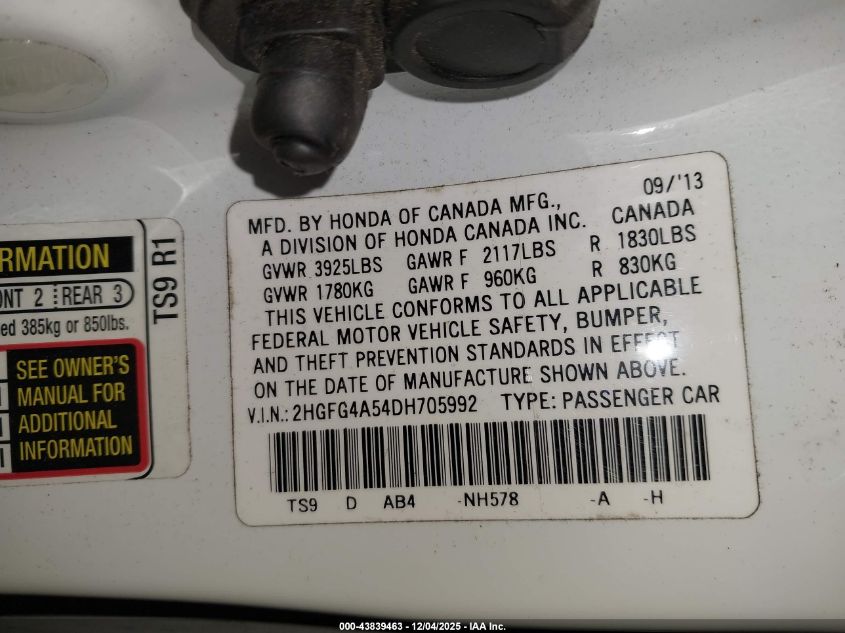 RMATION
ONT 2 REAR 3
ed 385kg or 850lbs.
SEE OWNER'S
MANUAL FOR
ADDITIONAL
INFORMATION
TS9 R1
09/'13
MFD. BY HONDA OF CANADA MFG.,
A DIVISION OF HONDA CANADA INC. CANADA
GVWR 3925LBS GAWR F 2117LBS R 1830LBS
GVWR 1780KG GAWR F 960KG R 830KG
THIS VEHICLE CONFORMS TO ALL APPLICABLE
FEDERAL MOTOR VEHICLE SAFETY, BUMPER,
AND THEFT PREVENTION STANDARDS IN EFFECT
ON THE DATE OF MANUFACTURE SHOWN ABOVE.
V.I.N.: 2HGFG4A54DH705992 TYPE: PASSENGER CAR
TS9 D AB4 -NH578 -A -H
000-43839463 - 12/04/2025 - IAA Inc.